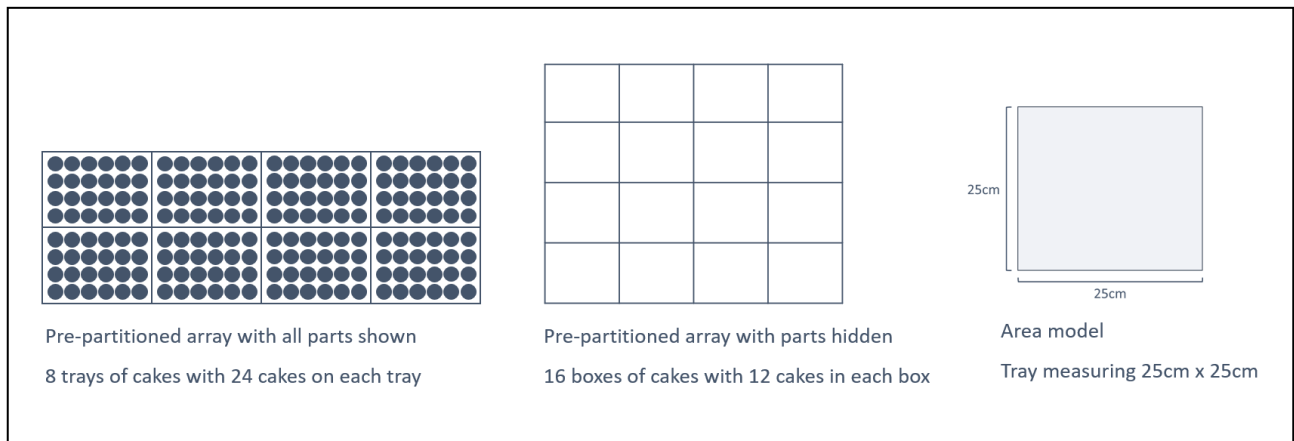 Pre-partitioned array with all parts shown
8 trays of cakes with 24 cakes on each tray
Pre-partitioned array with parts hidden
16 boxes of cakes with 12 cakes in each box
25cm
25cm
Area model
Tray measuring 25cm x 25cm